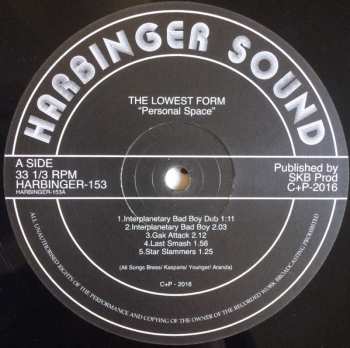 HARBINGER SOUND
THE LOWEST FORM
"Personal Space"
A SIDE
33 1/3 RPM
HARBINGER-153
HARBINGER-153A
Published by
SKB Prod
C+P-2016
1.Interplanetary Bad Boy Dub 1:11
2.Interplanetary Bad Boy 2.03
3.Gak Attack 2.12
4.Last Smash 1.56
5.Star Slammers 1.25
(All Songs Bress/ Kasparis/ Younger/ Aranda)
C+P - 2016
ALL UNAUTHORISED RIGHTS OF THE PERFORMANCE AND COPYING OF THE OWNER OF THE RECORDED WORK BROADCASTING PROHIBITED